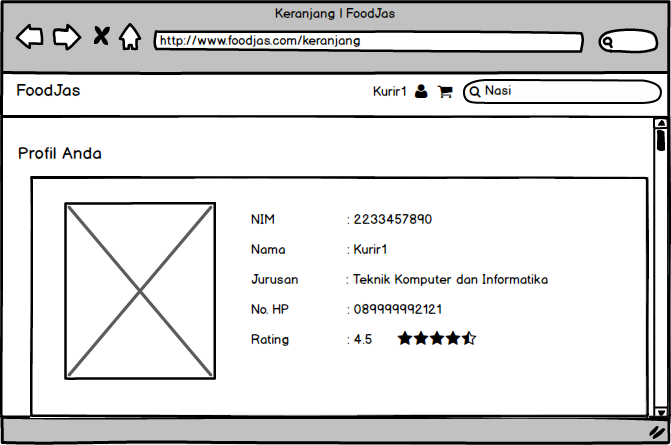 Keranjang | FoodJas
http://www.foodjas.com/keranjang
FoodJas
Kurir1
Nasi
Profil Anda
NIM : 2233457890
Nama : Kurir1
Jurusan : Teknik Komputer dan Informatika
No. HP : 089999992121
Rating : 4.5